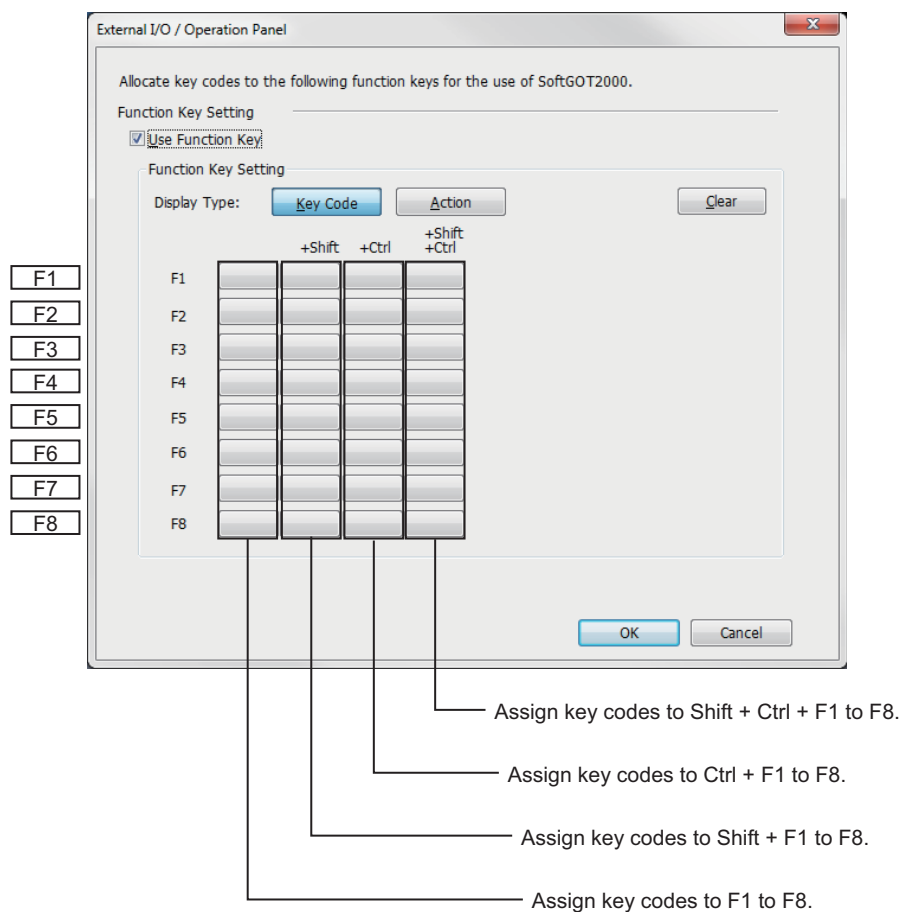 External I/O / Operation Panel
x
Allocate key codes to the following function keys for the use of SoftGOT2000.
Function Key Setting
Use Function Key
Function Key Setting
Display Type: Key Code Action Clear
+Shift +Ctrl +Shift +Ctrl
F1 F1
F2 F2
F3 F3
F4 F4
F5 F5
F6 F6
F7 F7
F8 F8
OK Cancel
Assign key codes to Shift + Ctrl + F1 to F8.
Assign key codes to Ctrl + F1 to F8.
Assign key codes to Shift + F1 to F8.
Assign key codes to F1 to F8.